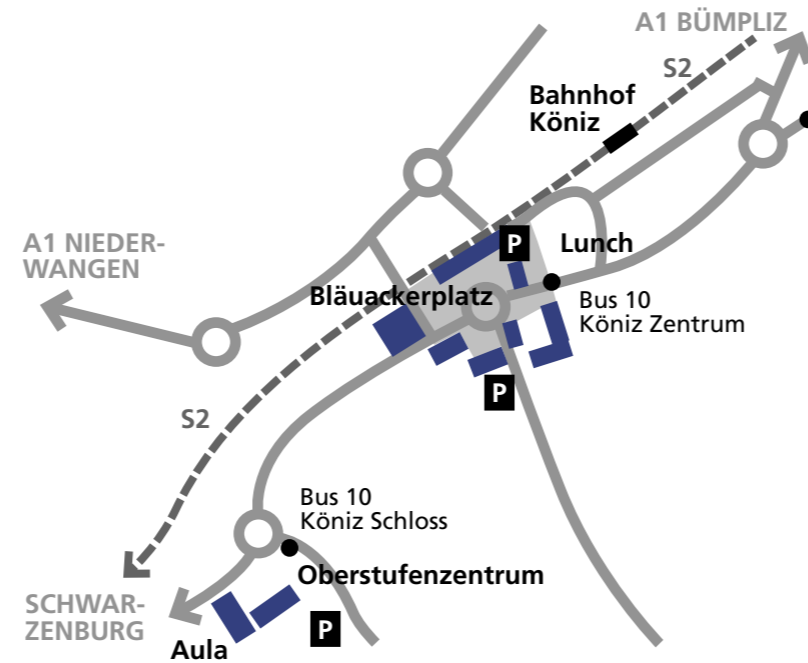 A1 BÜMPLIZ
S2
Bahnhof
Köniz
P
Lunch
A1 NIEDER-
WANGEN
Bläuackerplatz
Bus 10
Köniz Zentrum
P
S2
Bus 10
Köniz Schloss
Oberstufenzentrum
SCHWAR-
ZENBURG
P
Aula